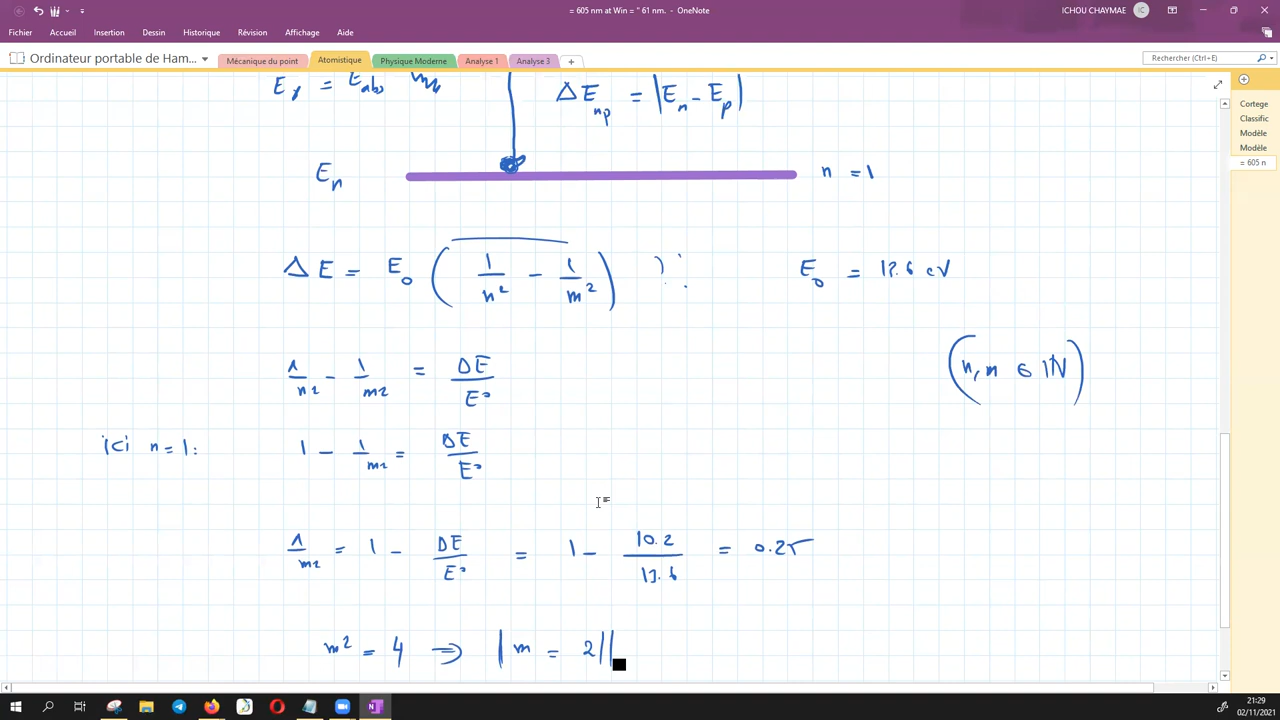 = 605 nm at Win = " 61 nm. - OneNote
ICHOU CHAYMAE IC
Fichier Accueil Insertion Dessin Historique Révision Affichage Aide
Ordinateur portable de Ham... Mécanique du point Atomistique Physique Moderne Analyse 1 Analyse 3 + Rechercher (Ctrl+E)
Cortege
Classific
Modèle
Modèle
= 605 n
= E_abs
ΔE_np = |E_n - E_p|
E_n n = 1
ΔE = E_0 ( 1/n² - 1/m² ) E_0 = 13.6 eV
1/n² - 1/m² = ΔE/E° (n, m ∈ IN)
ici n = 1: 1 - 1/m² = ΔE/E°
1/m² = 1 - ΔE/E° = 1 - 10.2/13.6 = 0.25
m² = 4 ⇒ | m = 2 ||
21:29
02/11/2021